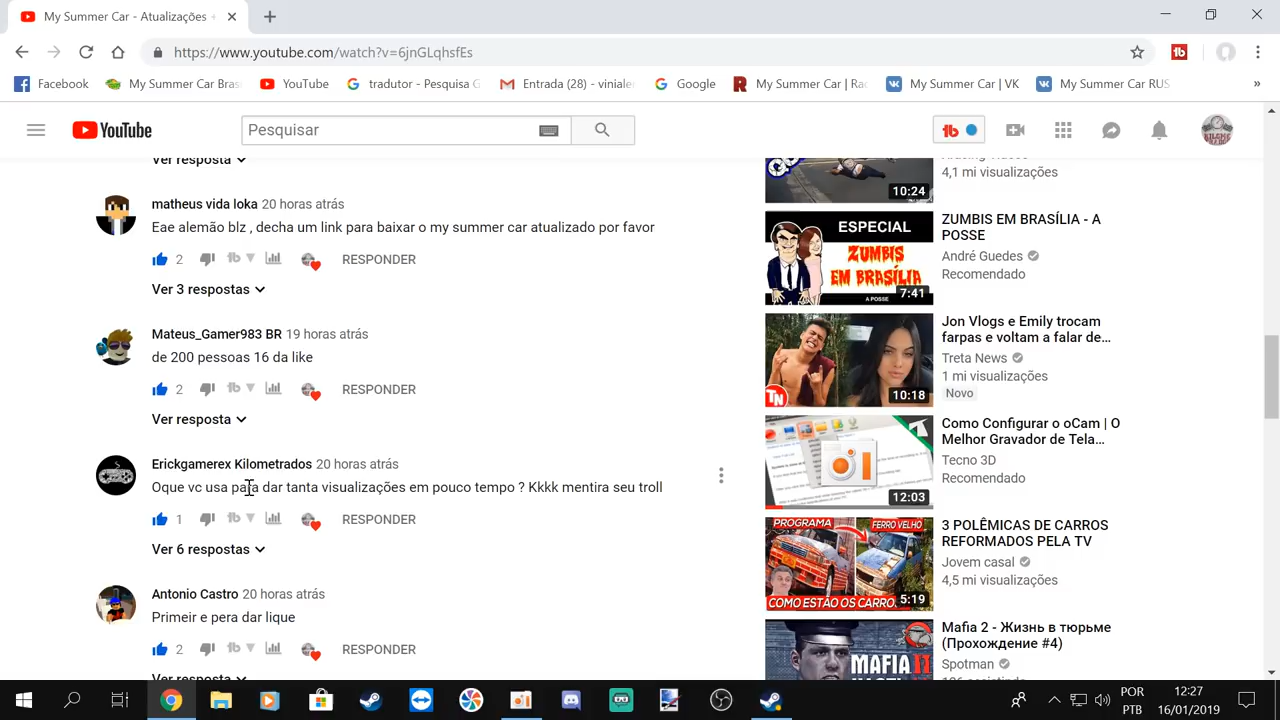 My Summer Car - Atualizações +
https://www.youtube.com/watch?v=6jnGLqhsfEs
Facebook My Summer Car Bras YouTube tradutor - Pesquisa G Entrada (28) - viniale Google My Summer Car | Ra My Summer Car | VK My Summer Car RUS »
YouTube
Pesquisar
Ver resposta
matheus vida loka 20 horas atrás
Eae alentão blz , decha um link para baixar o my summer car atualizado por favor
2 RESPONDER
Ver 3 respostas
Mateus_Gamer983 BR 19 horas atrás
de 200 pessoas 16 da like
2 RESPONDER
Ver resposta
Erickgamerex Kilometrados 20 horas atrás
Oque vc usa para dar tanta visualizações em pouco tempo ? Kkkk mentira seu troll
1 RESPONDER
Ver 6 respostas
Antonio Castro 20 horas atrás
Primeir e pera dar lique
2 RESPONDER
Ver resposta
10:24
4,1 mi visualizações
ESPECIAL
ZUMBIS
EM BRASÍLIA
A POSSE
7:41
ZUMBIS EM BRASÍLIA - A
POSSE
André Guedes
Recomendado
TN
10:18
Jon Vlogs e Emily trocam
farpas e voltam a falar de...
Treta News
1 mi visualizações
Novo
12:03
Como Configurar o oCam | O
Melhor Gravador de Tela...
Tecno 3D
Recomendado
PROGRAMA FERRO VELHO
COMO ESTÃO OS CARRO
5:19
3 POLÊMICAS DE CARROS
REFORMADOS PELA TV
Jovem casal
4,5 mi visualizações
MAFIA II
Mafia 2 - Жизнь в тюрьме
(Прохождение #4)
Spotman
POR
PTB
12:27
16/01/2019